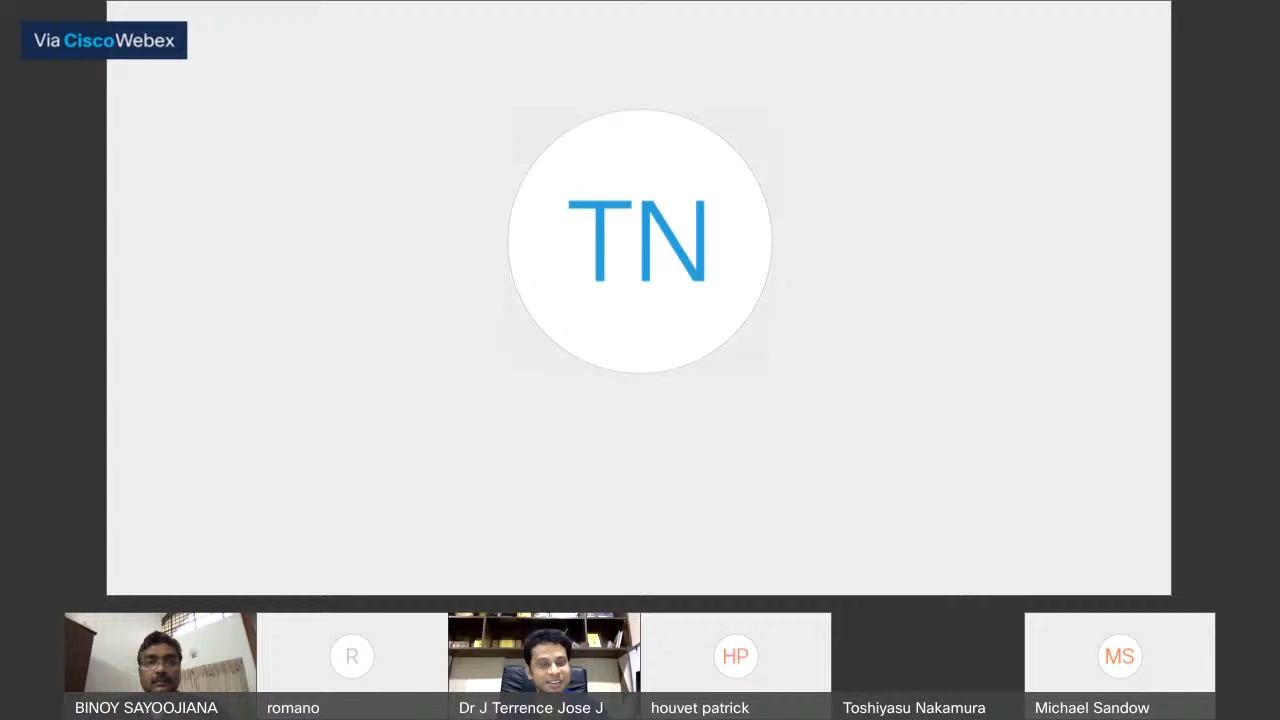 Via CiscoWebex
TN
R
HP
MS
BINOY SAYOOJIANA
romano
Dr J Terrence Jose J
houvet patrick
Toshiyasu Nakamura
Michael Sandow